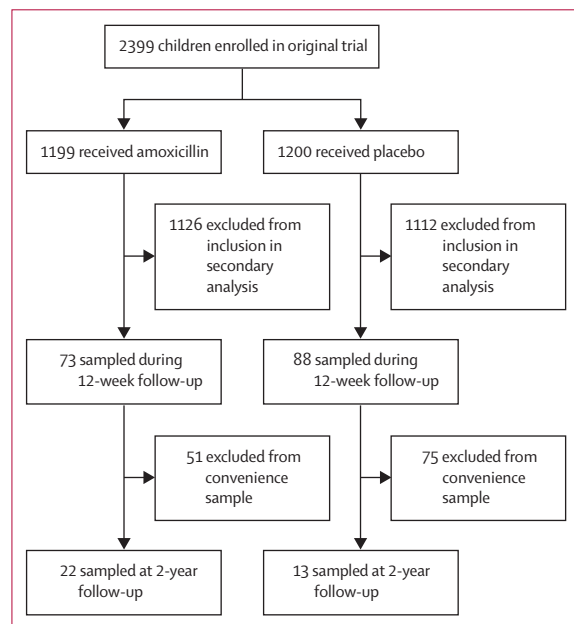 2399 children enrolled in original trial
1199 received amoxicillin
1200 received placebo
1126 excluded from
inclusion in
secondary
analysis
1112 excluded from
inclusion in
secondary
analysis
73 sampled during
12-week follow-up
88 sampled during
12-week follow-up
51 excluded from
convenience
sample
75 excluded from
convenience
sample
22 sampled at 2-year
follow-up
13 sampled at 2-year
follow-up